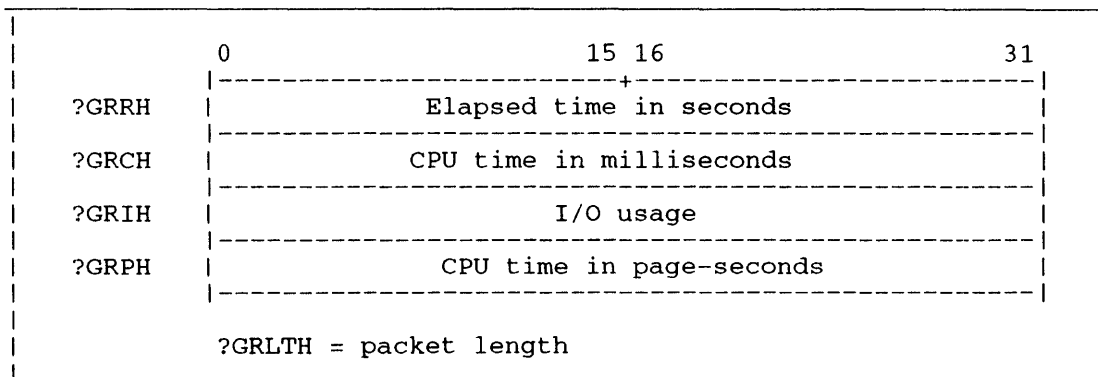 0 15 16 31
?GRRH Elapsed time in seconds
?GRCH CPU time in milliseconds
?GRIH I/O usage
?GRPH CPU time in page-seconds
?GRLTH = packet length